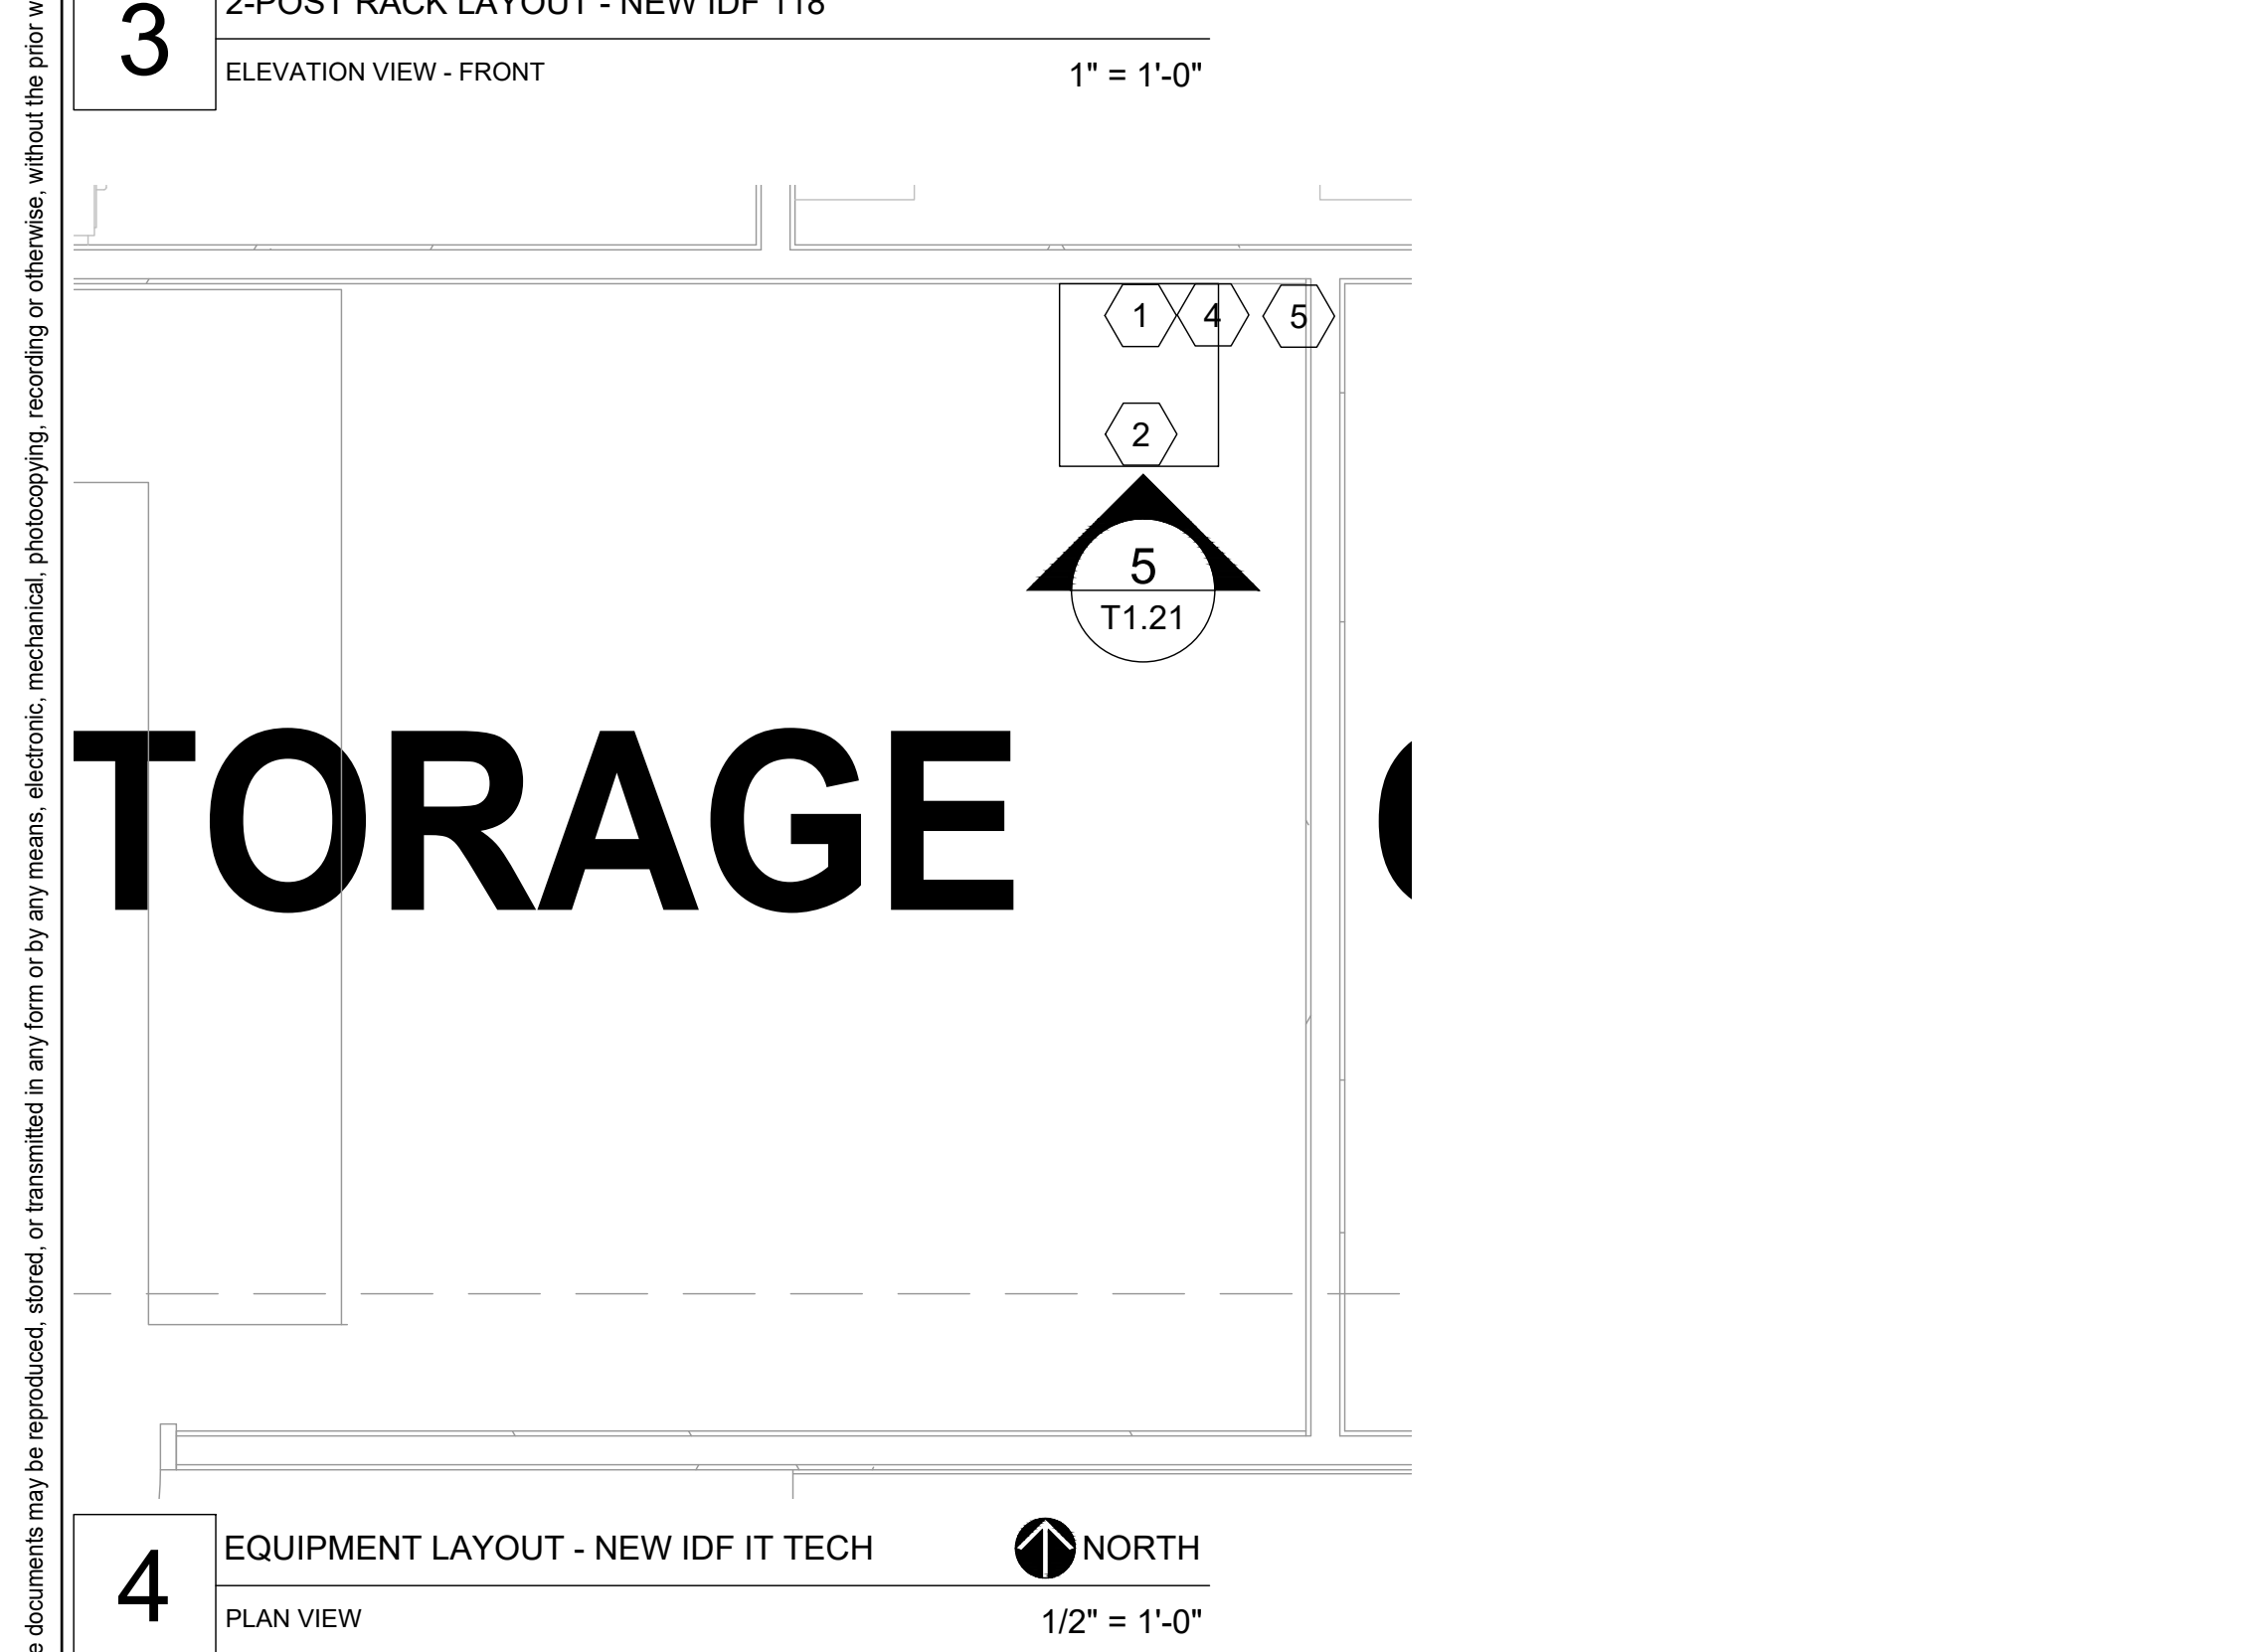 2-POST RACK LAYOUT - NEW IDF 118
3
ELEVATION VIEW - FRONT
1" = 1'-0"
1
4
5
2
5
T1.21
TORAGE
EQUIPMENT LAYOUT - NEW IDF IT TECH
NORTH
4
PLAN VIEW
1/2" = 1'-0"
documents may be reproduced, stored, or transmitted in any form or by any means, electronic, mechanical, photocopying, recording or otherwise, without the prior